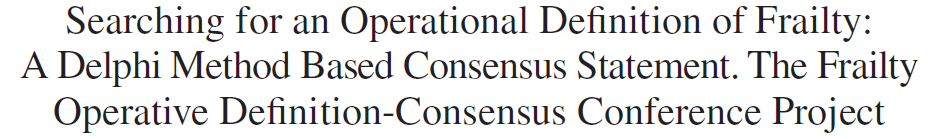 Searching for an Operational Definition of Frailty:
A Delphi Method Based Consensus Statement. The Frailty
Operative Definition-Consensus Conference Project